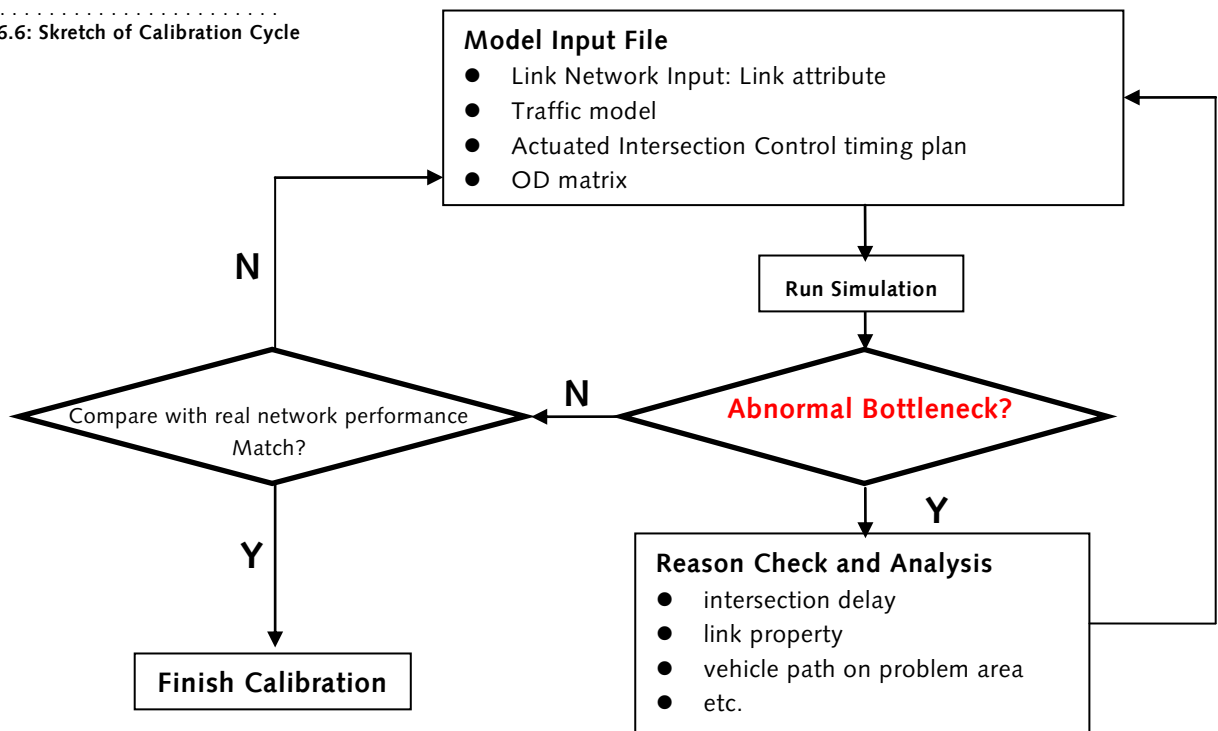 6.6: Skretch of Calibration Cycle
Model Input File
● Link Network Input: Link attribute
● Traffic model
● Actuated Intersection Control timing plan
● OD matrix
N
Run Simulation
Compare with real network performance
Match?
N
Abnormal Bottleneck?
Y
Y
Reason Check and Analysis
● intersection delay
● link property
● vehicle path on problem area
● etc.
Finish Calibration